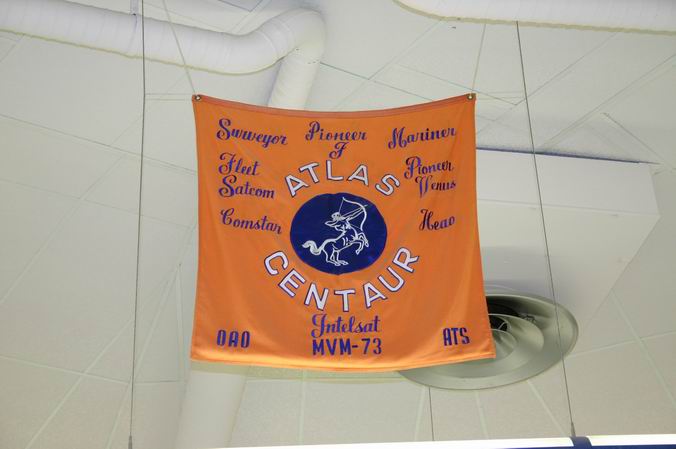 Surveyor Pioneer F Mariner
Fleet Satcom
Pioneer Venus
ATLAS
Comstar
Heao
CENTAUR
Intelsat
OAO MVM-73 ATS